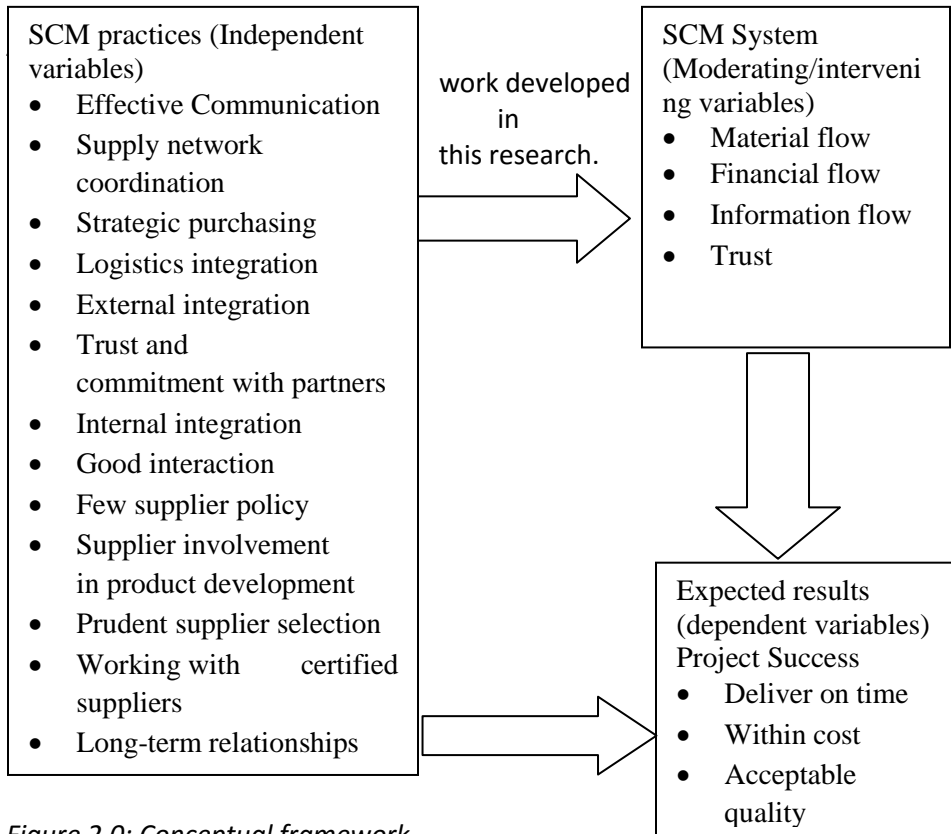 SCM practices (Independent
variables)
• Effective Communication
• Supply network
coordination
• Strategic purchasing
• Logistics integration
• External integration
• Trust and
commitment with partners
• Internal integration
• Good interaction
• Few supplier policy
• Supplier involvement
in product development
• Prudent supplier selection
• Working with certified
suppliers
• Long-term relationships
work developed
in
this research.
SCM System
(Moderating/interveni
ng variables)
• Material flow
• Financial flow
• Information flow
• Trust
Expected results
(dependent variables)
Project Success
• Deliver on time
• Within cost
• Acceptable
quality
Figure 2.0: Conceptual framework